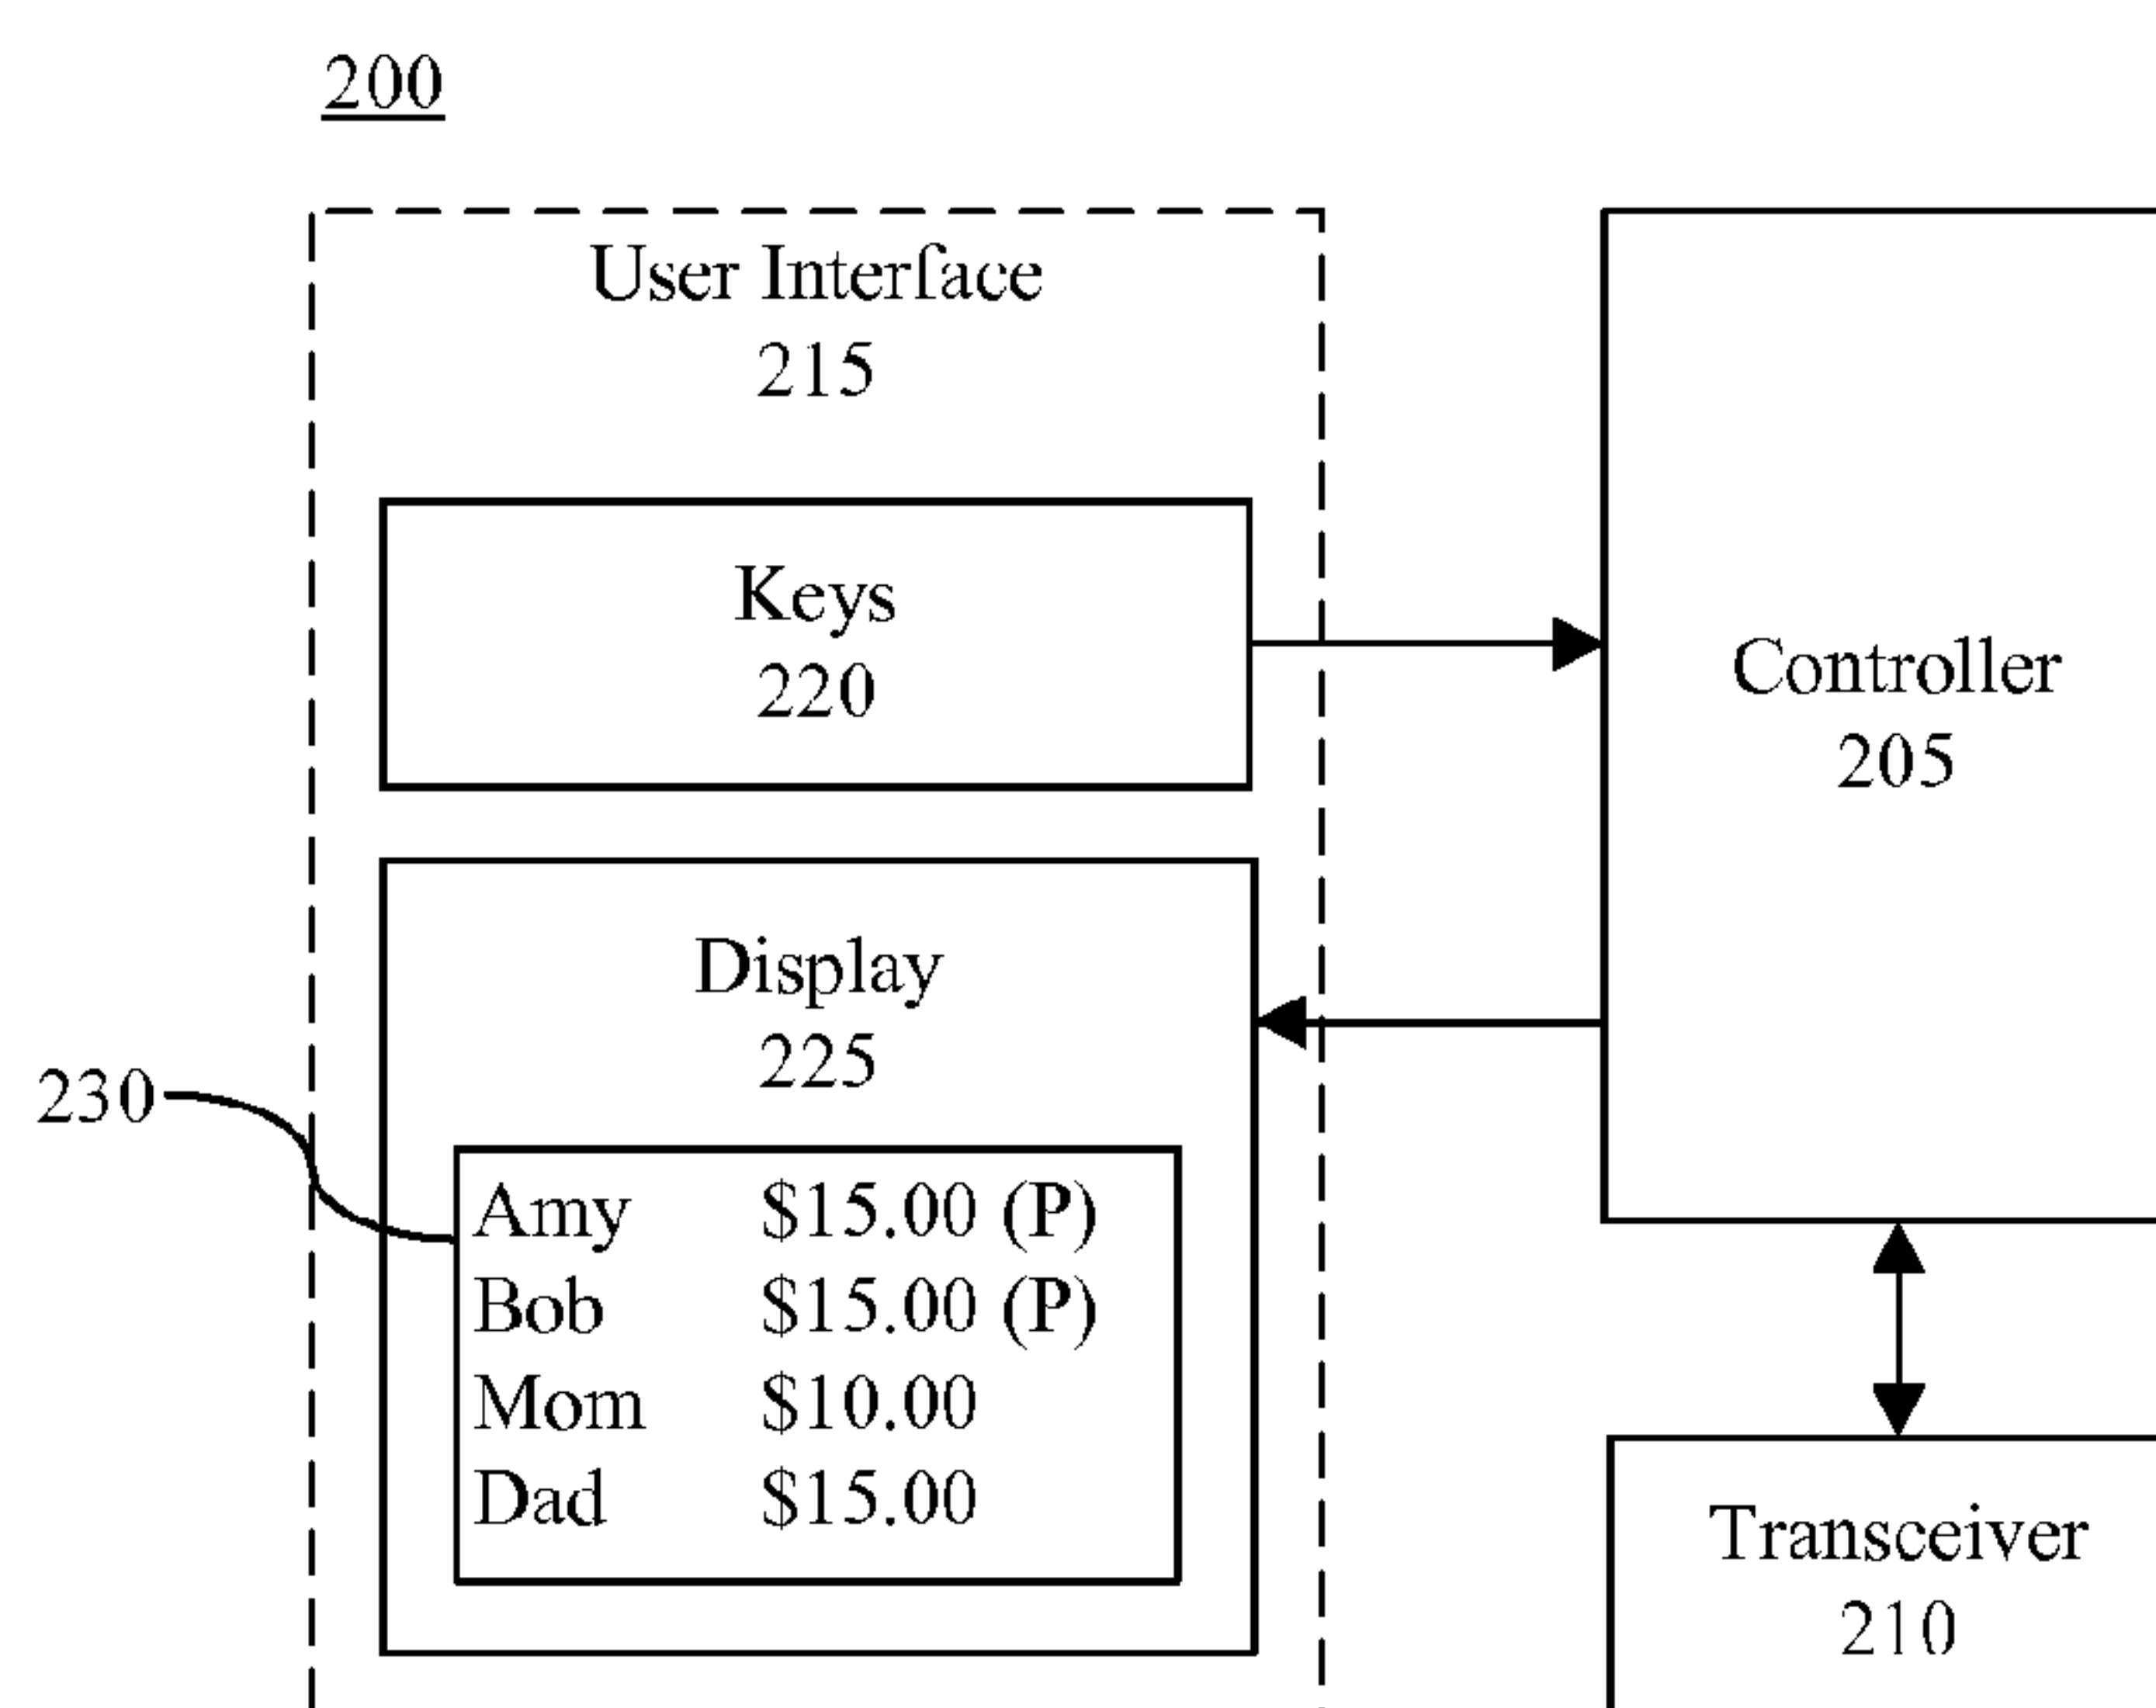 200
User Interface
215
Keys
220
Controller
205
Display
225
230
Amy $15.00 (P)
Bob $15.00 (P)
Mom $10.00
Dad $15.00
Transceiver
210